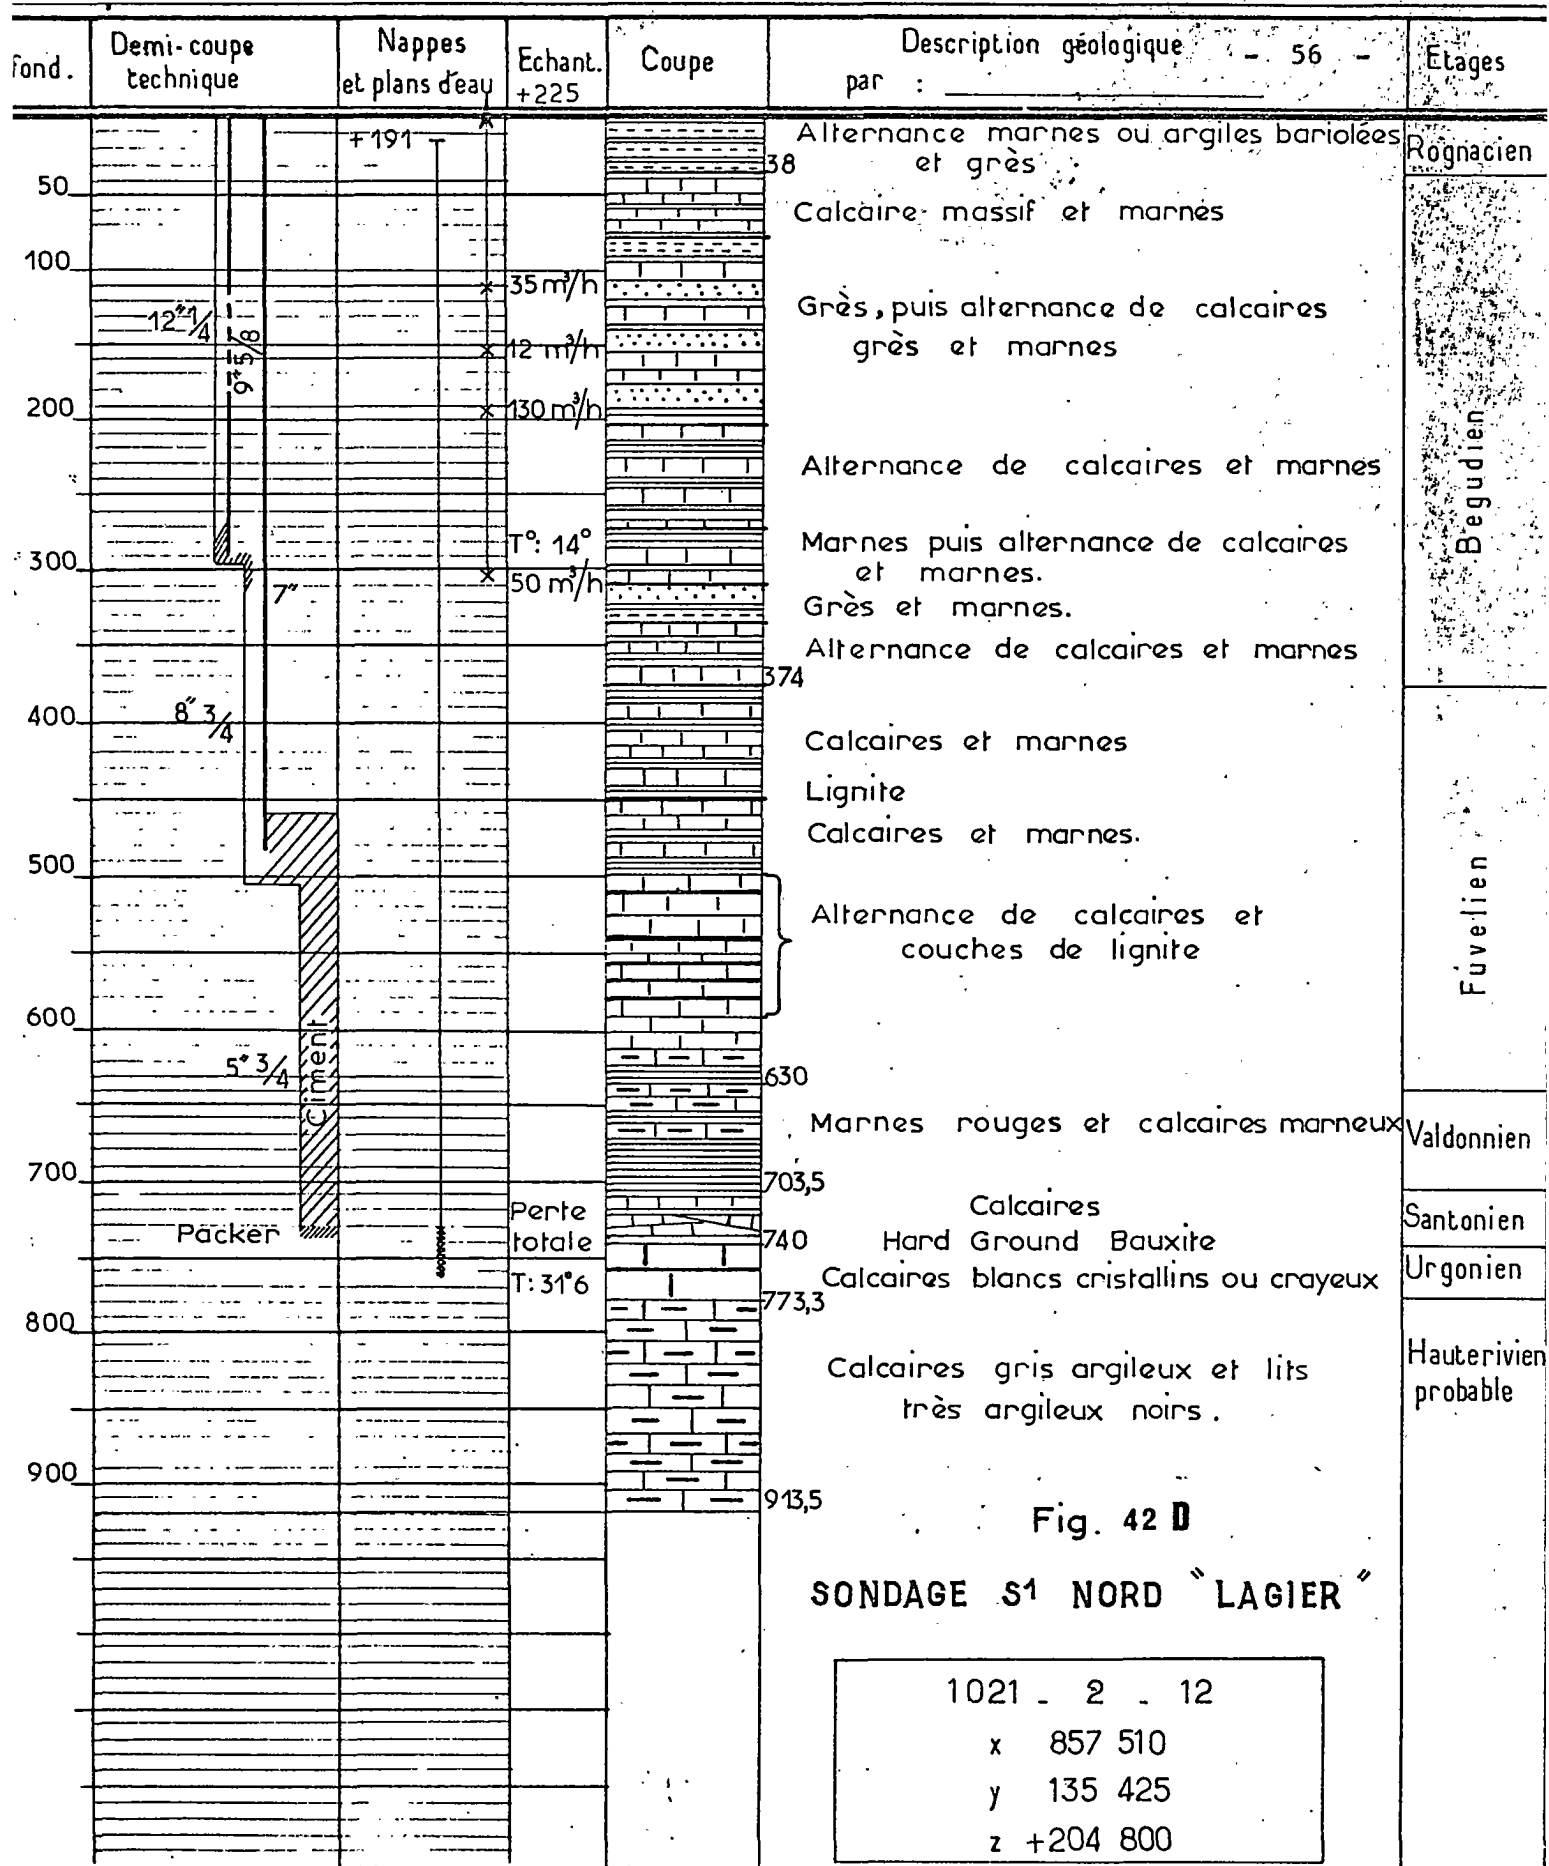 fond.
Demi-coupe
technique
Nappes
et plans d'eau
Echant.
+225
Coupe
Description géologique - 56 -
par :
Etages
+191
Alternance marnes ou argiles bariolées
et grès
Rognacien
38
50
Calcaire massif et marnes
100
35 m³/h
Grès, puis alternance de calcaires
grès et marnes
12" 1/4
9" 5/8
12 m³/h
130 m³/h
200
Begudien
Alternance de calcaires et marnes
T°: 14°
Marnes puis alternance de calcaires
et marnes.
300
50 m³/h
7"
Grès et marnes.
Alternance de calcaires et marnes
374
400
8" 3/4
Calcaires et marnes
Lignite
Calcaires et marnes.
500
Fuvelien
Alternance de calcaires et
couches de lignite
600
Ciment
5" 3/4
630
Marnes rouges et calcaires marneux
Valdonnien
700
703,5
Perte
totale
Calcaires
Santonien
Packer
740
Hard Ground Bauxite
Urgonien
T: 31°6
Calcaires blancs cristallins ou crayeux
773,3
800
Hauterivien
probable
Calcaires gris argileux et lits
très argileux noirs.
900
913,5
Fig. 42 D
SONDAGE S1 NORD "LAGIER"
1021 - 2 - 12
x 857 510
y 135 425
z +204 800